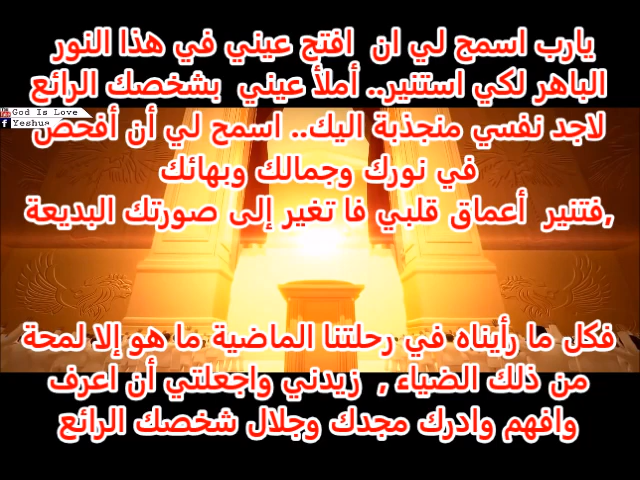 يارب اسمح لي ان افتح عيني في هذا النور
الباهر لكي استنير.. أملأ عيني بشخصك الرائع
God Is Love
لاجد نفسي منجذبة اليك.. اسمح لي أن أفحص
Yeshua
في نورك وجمالك وبهائك
,فتنير أعماق قلبي فا تغير إلى صورتك البديعة
فكل ما رأيناه في رحلتنا الماضية ما هو إلا لمحة
من ذلك الضياء , زيدني واجعلتي أن اعرف
وافهم وادرك مجدك وجلال شخصك الرائع